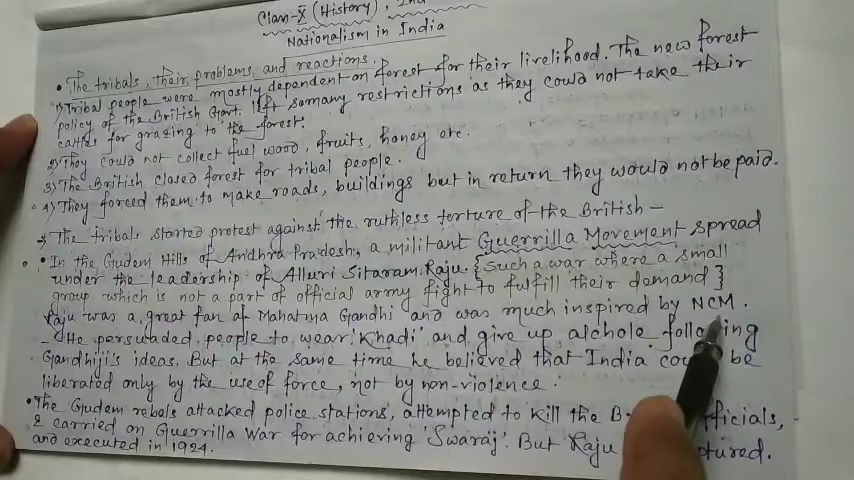 Class-X (History), 2nd
Nationalism in India
• The tribals, their problems and reactions.
1) Tribal people were mostly dependent on forest for their livelihood. The new forest
policy of the British Govt. left so many restrictions as they could not take their
cattles for grazing to the forest.
2) They could not collect fuel wood, fruits, honey etc.
3) The British closed forest for tribal people.
4) They forced them to make roads, buildings but in return they would not be paid.
→ The tribals started protest against the ruthless torture of the British —
• In the Gudem Hills of Andhra Pradesh, a militant Guerrilla Movement spread
under the leadership of Alluri Sitaram Raju. {Such a war where a small
group which is not a part of official army fight to fulfill their demand}
Raju was a great fan of Mahatma Gandhi and was much inspired by NCM.
- He persuaded people to wear 'Khadi' and give up alchole following
Gandhiji's ideas. But at the same time he believed that India be
liberated only by the use of force, not by non-violence.
• The Gudem rebels attacked police stations, attempted to kill the
& carried on Guerrilla War for achieving 'Swaraj'. But Raju
and executed in 1924.